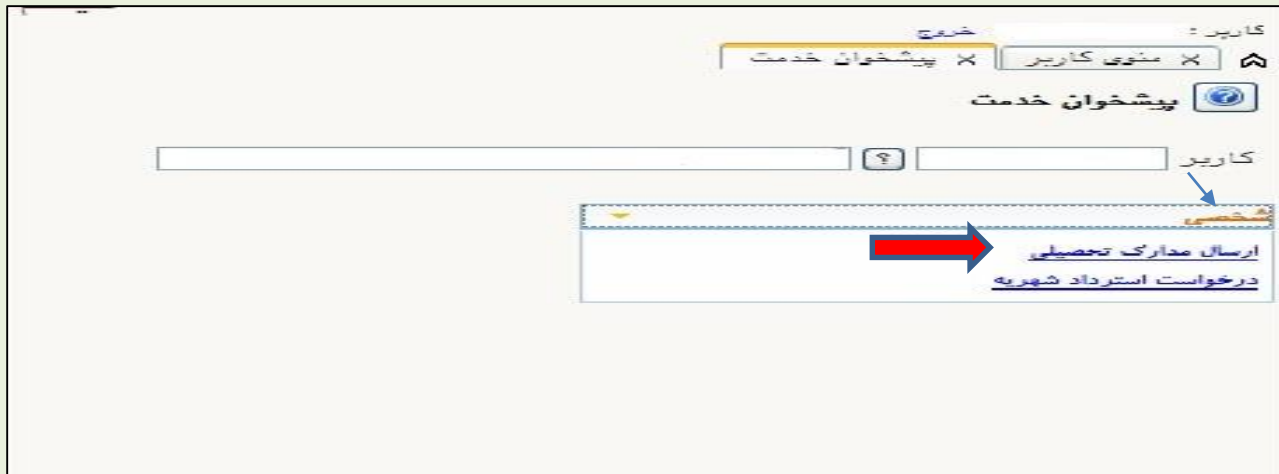 کاربر : خروج
منوی کاربر پیشخوان خدمت
پیشخوان خدمت
کاربر ؟
شخصی
ارسال مدارک تحصیلی
درخواست استرداد شهریه